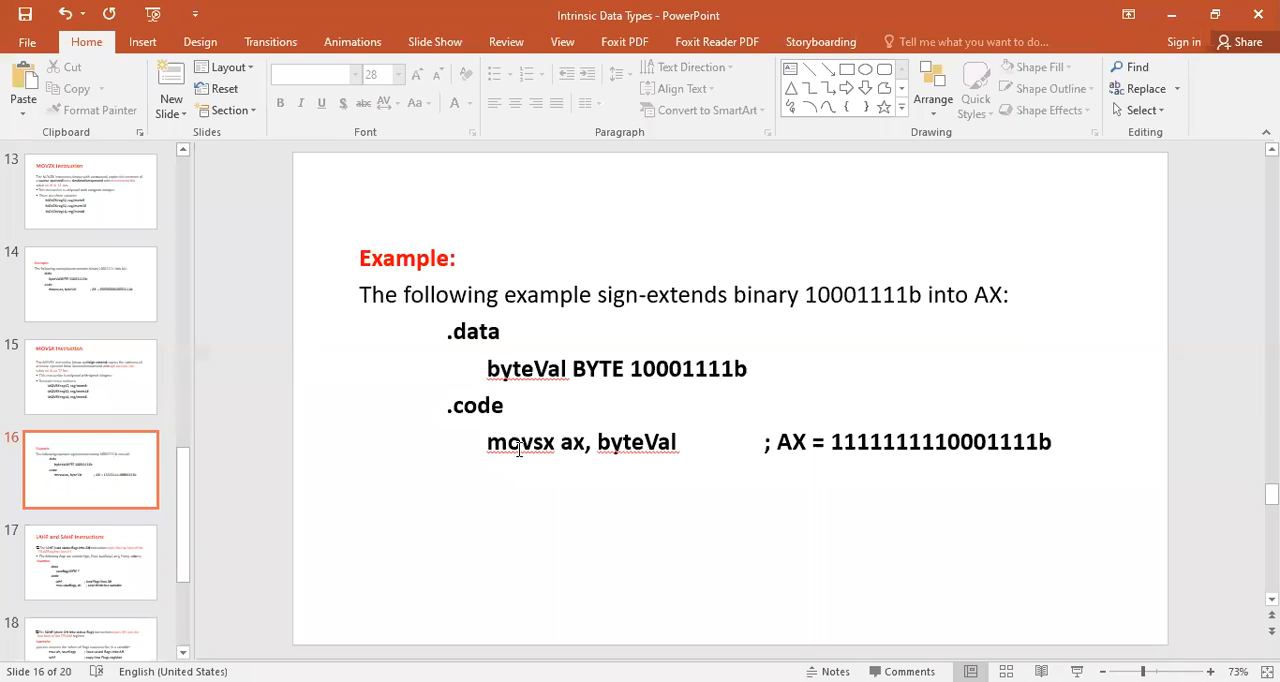 Intrinsic Data Types - PowerPoint
File Home Insert Design Transitions Animations Slide Show Review View Foxit PDF Foxit Reader PDF Storyboarding Tell me what you want to do... Sign in Share
Paste
Cut
Copy
Format Painter
Clipboard
New Slide
Layout
Reset
Section
Slides
28
Font
Text Direction
Align Text
Convert to SmartArt
Paragraph
Arrange
Quick Styles
Shape Fill
Shape Outline
Shape Effects
Drawing
Find
Replace
Select
Editing
13
MOVZX Instruction
14
Example:
15
MOVSX Instruction
16
Example:
17
LAHF and SAHF Instructions
18
Example:
The following example sign-extends binary 10001111b into AX:
.data
byteVal BYTE 10001111b
.code
movsx ax, byteVal ; AX = 1111111110001111b
Slide 16 of 20 English (United States) Notes Comments 73%